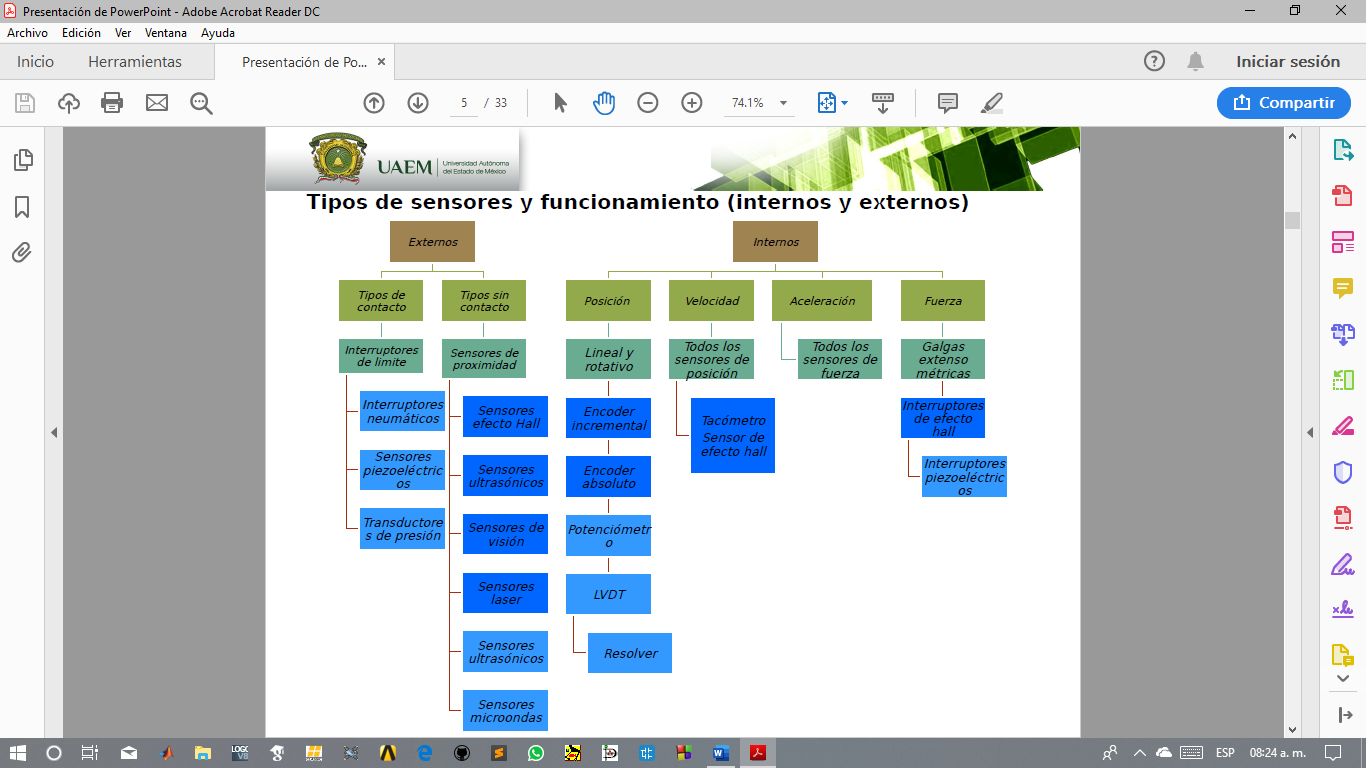 Presentación de PowerPoint - Adobe Acrobat Reader DC
Archivo Edición Ver Ventana Ayuda
Inicio Herramientas Presentación de Po... Iniciar sesión
5 / 33 74.1% Compartir
UAEM Universidad Autónoma
del Estado de México
Tipos de sensores y funcionamiento (internos y externos)
Externos
Internos
Tipos de
contacto
Tipos sin
contacto
Posición
Velocidad
Aceleración
Fuerza
Interruptores
de limite
Sensores de
proximidad
Lineal y
rotativo
Todos los
sensores de
posición
Todos los
sensores de
fuerza
Galgas
extenso
métricas
Interruptores
neumáticos
Sensores
piezoeléctric
os
Transductore
s de presión
Sensores
efecto Hall
Sensores
ultrasónicos
Sensores de
visión
Sensores
laser
Sensores
ultrasónicos
Sensores
microondas
Encoder
incremental
Encoder
absoluto
Potenciómetr
o
LVDT
Resolver
Tacómetro
Sensor de
efecto hall
Interruptores
de efecto
hall
Interruptores
piezoeléctric
os
ESP 08:24 a. m.